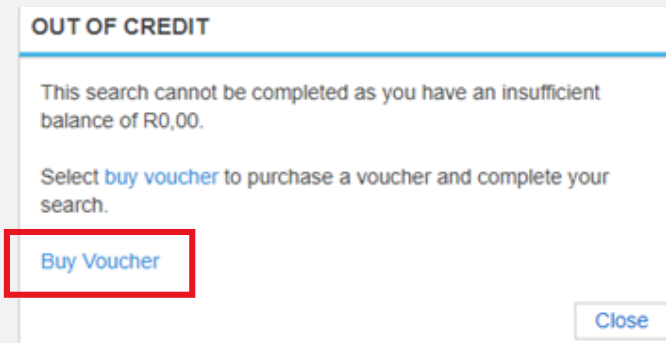 OUT OF CREDIT
This search cannot be completed as you have an insufficient
balance of R0,00.
Select buy voucher to purchase a voucher and complete your
search.
Buy Voucher
Close